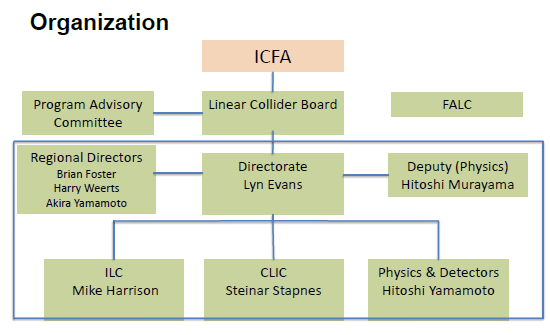 Organization
ICFA
Program Advisory
Committee
Linear Collider Board
FALC
Regional Directors
Brian Foster
Harry Weerts
Akira Yamamoto
Directorate
Lyn Evans
Deputy (Physics)
Hitoshi Murayama
ILC
Mike Harrison
CLIC
Steinar Stapnes
Physics & Detectors
Hitoshi Yamamoto